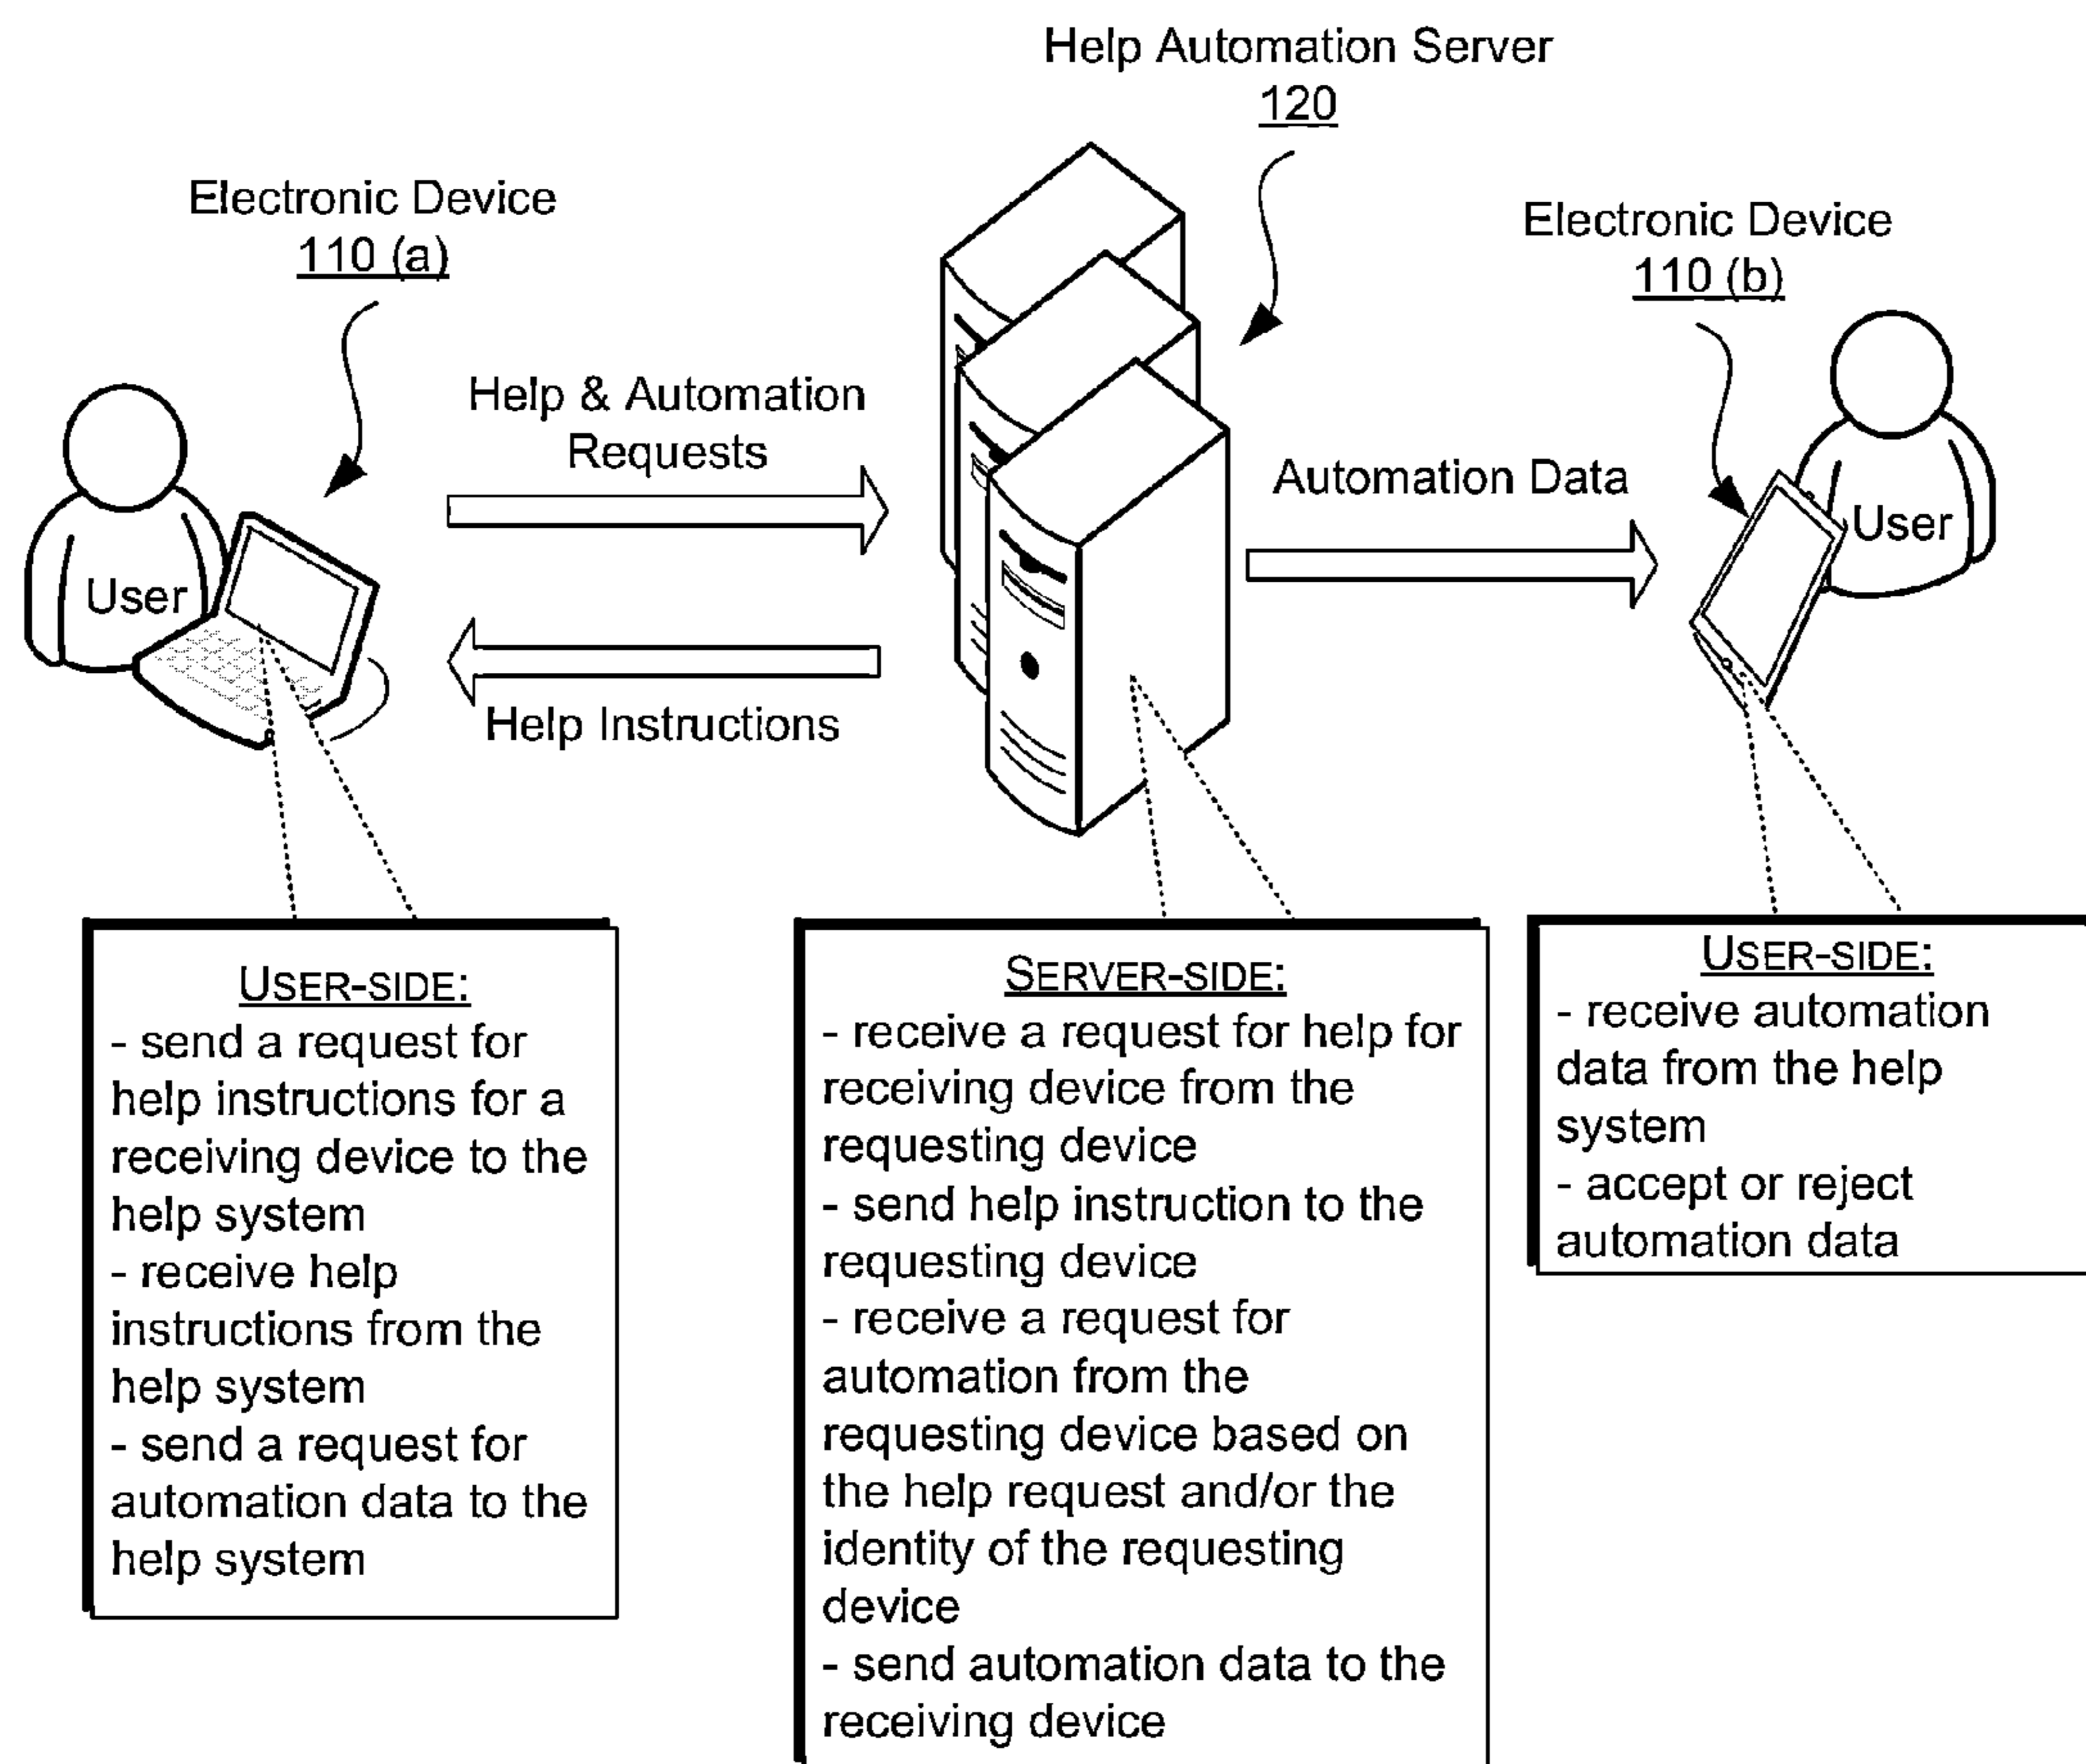 Help Automation Server
120
Electronic Device
110 (a)
Electronic Device
110 (b)
Help & Automation
Requests
Automation Data
User
User
Help Instructions
USER-SIDE:
- send a request for
help instructions for a
receiving device to the
help system
- receive help
instructions from the
help system
- send a request for
automation data to the
help system
SERVER-SIDE:
- receive a request for help for
receiving device from the
requesting device
- send help instruction to the
requesting device
- receive a request for
automation from the
requesting device based on
the help request and/or the
identity of the requesting
device
- send automation data to the
receiving device
USER-SIDE:
- receive automation
data from the help
system
- accept or reject
automation data